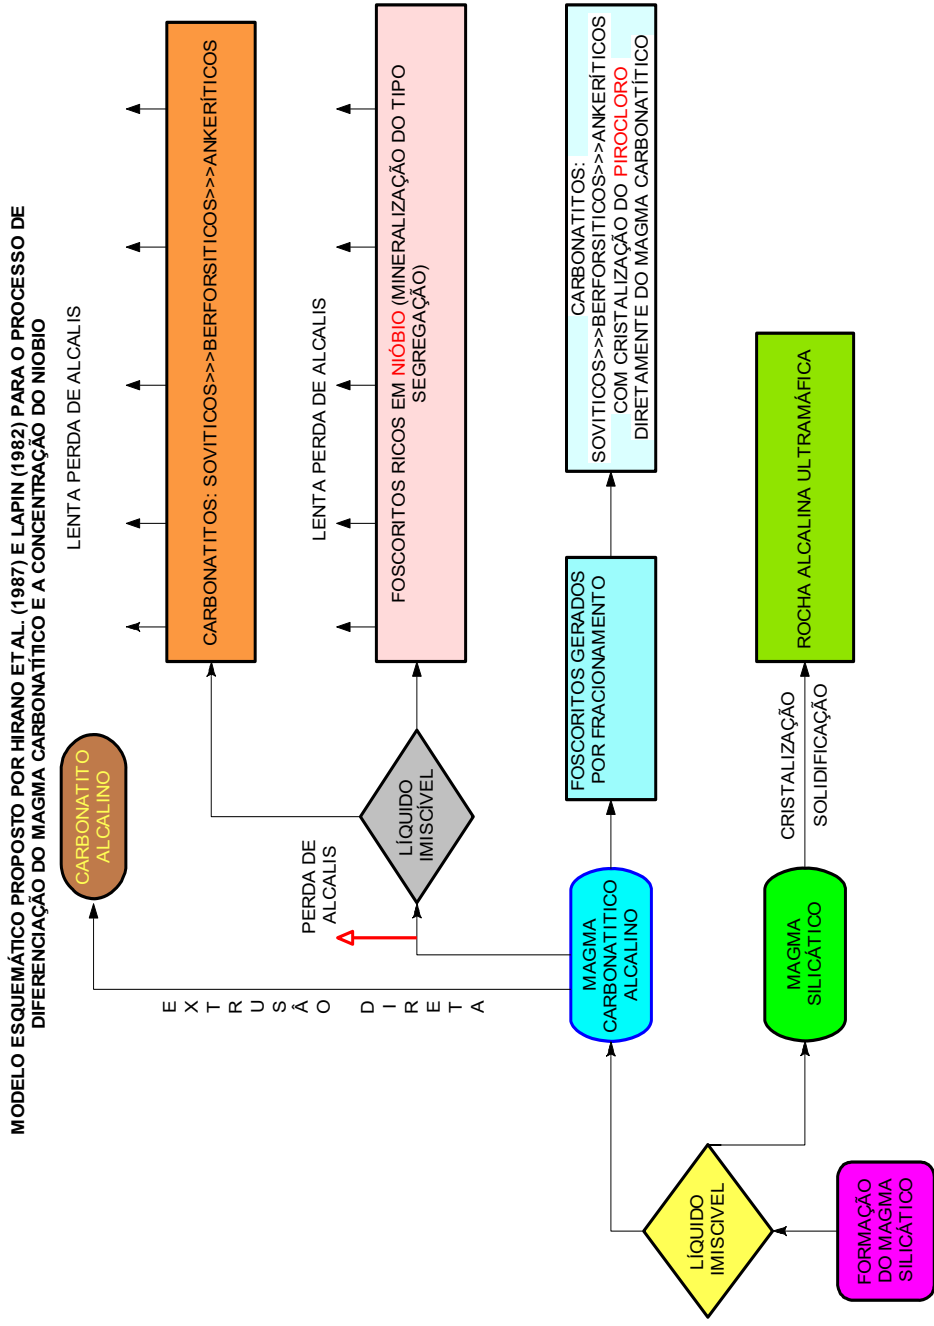 MODELO ESQUEMÁTICO PROPOSTO POR HIRANO ET AL. (1987) E LAPIN (1982) PARA O PROCESSO DE
DIFERENCIAÇÃO DO MAGMA CARBONATÍTICO E A CONCENTRAÇÃO DO NIOBIO
LENTA PERDA DE ALCALIS
CARBONATITO
ALCALINO
CARBONATITOS: SOVITICOS>>>BERFORSITICOS>>>ANKERÍTICOS
LENTA PERDA DE ALCALIS
PERDA DE
ALCALIS
EXTRUSÃO DIRETA
LÍQUIDO
IMISCÍVEL
FOSCORITOS RICOS EM NIÓBIO (MINERALIZAÇÃO DO TIPO
SEGREGAÇÃO)
MAGMA
CARBONATITICO
ALCALINO
FOSCORITOS GERADOS
POR FRACIONAMENTO
CARBONATITOS:
SOVITICOS>>>BERFORSITICOS>>>ANKERÍTICOS
COM CRISTALIZAÇÃO DO PIROCLORO
DIRETAMENTE DO MAGMA CARBONATÍTICO
LÍQUIDO
IMISCIVEL
MAGMA
SILICÁTICO
CRISTALIZAÇÃO
SOLIDIFICAÇÃO
ROCHA ALCALINA ULTRAMÁFICA
FORMAÇÃO
DO MAGMA
SILICÁTICO